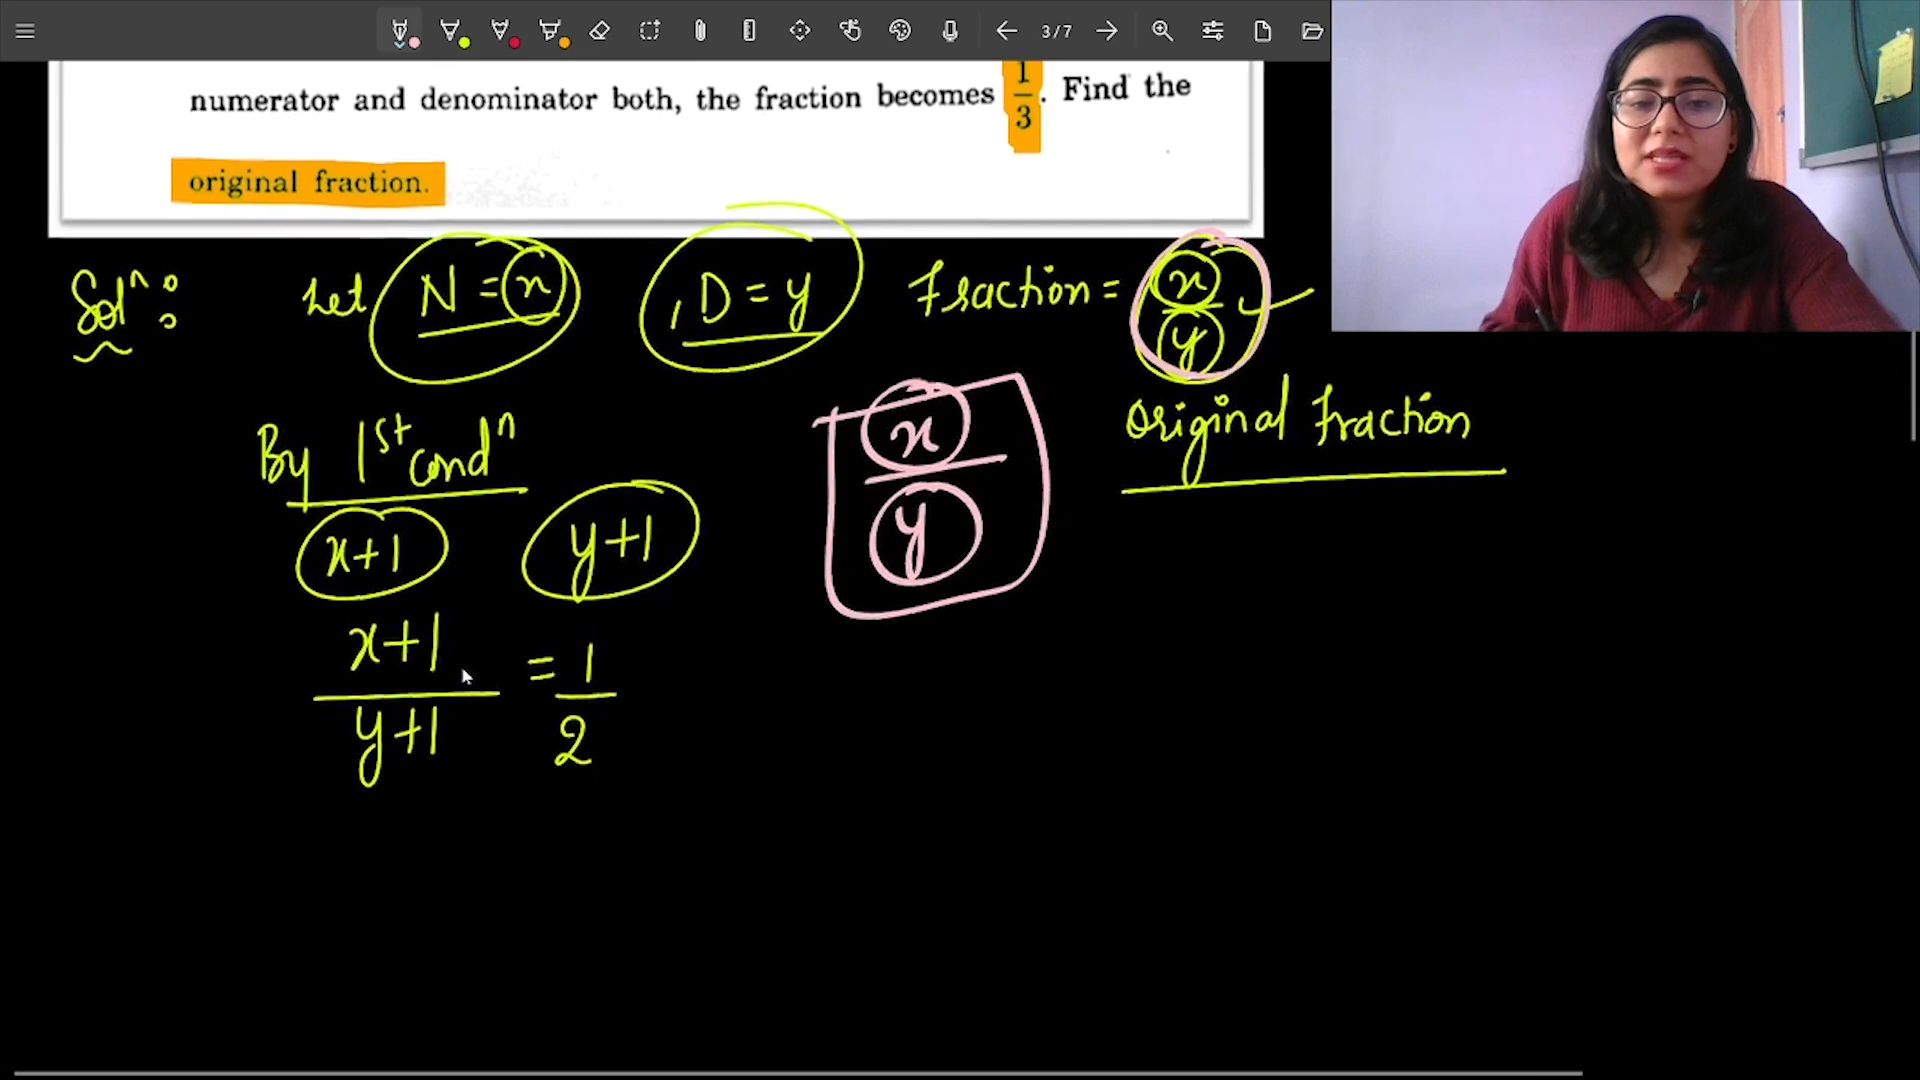 3/7
numerator and denominator both, the fraction becomes 1/3. Find the
original fraction.
Solⁿ :
Let N = x , D = y Fraction = x/y
Original Fraction
By 1st condⁿ
x+1 y+1
x/y
x+1/y+1 = 1/2